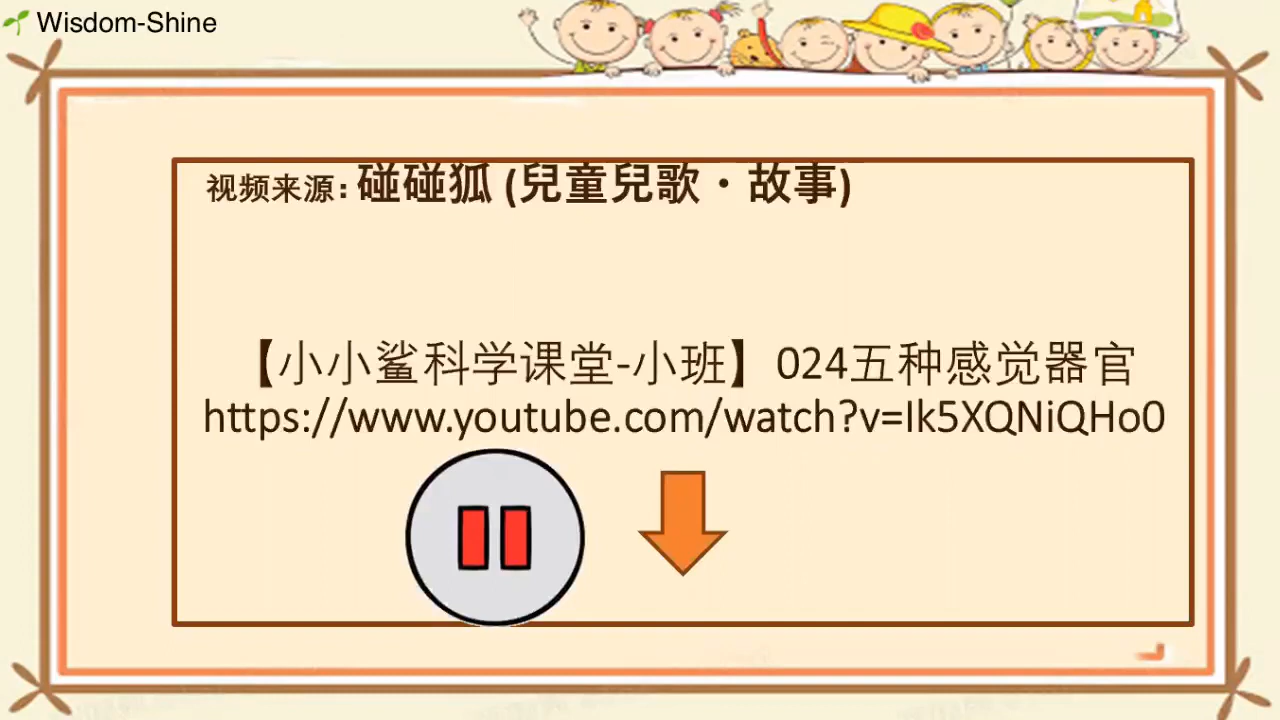 Wisdom-Shine
视频来源: 碰碰狐 (兒童兒歌・故事)
【小小鲨科学课堂-小班】024五种感觉器官
https://www.youtube.com/watch?v=Ik5XQNiQHo0